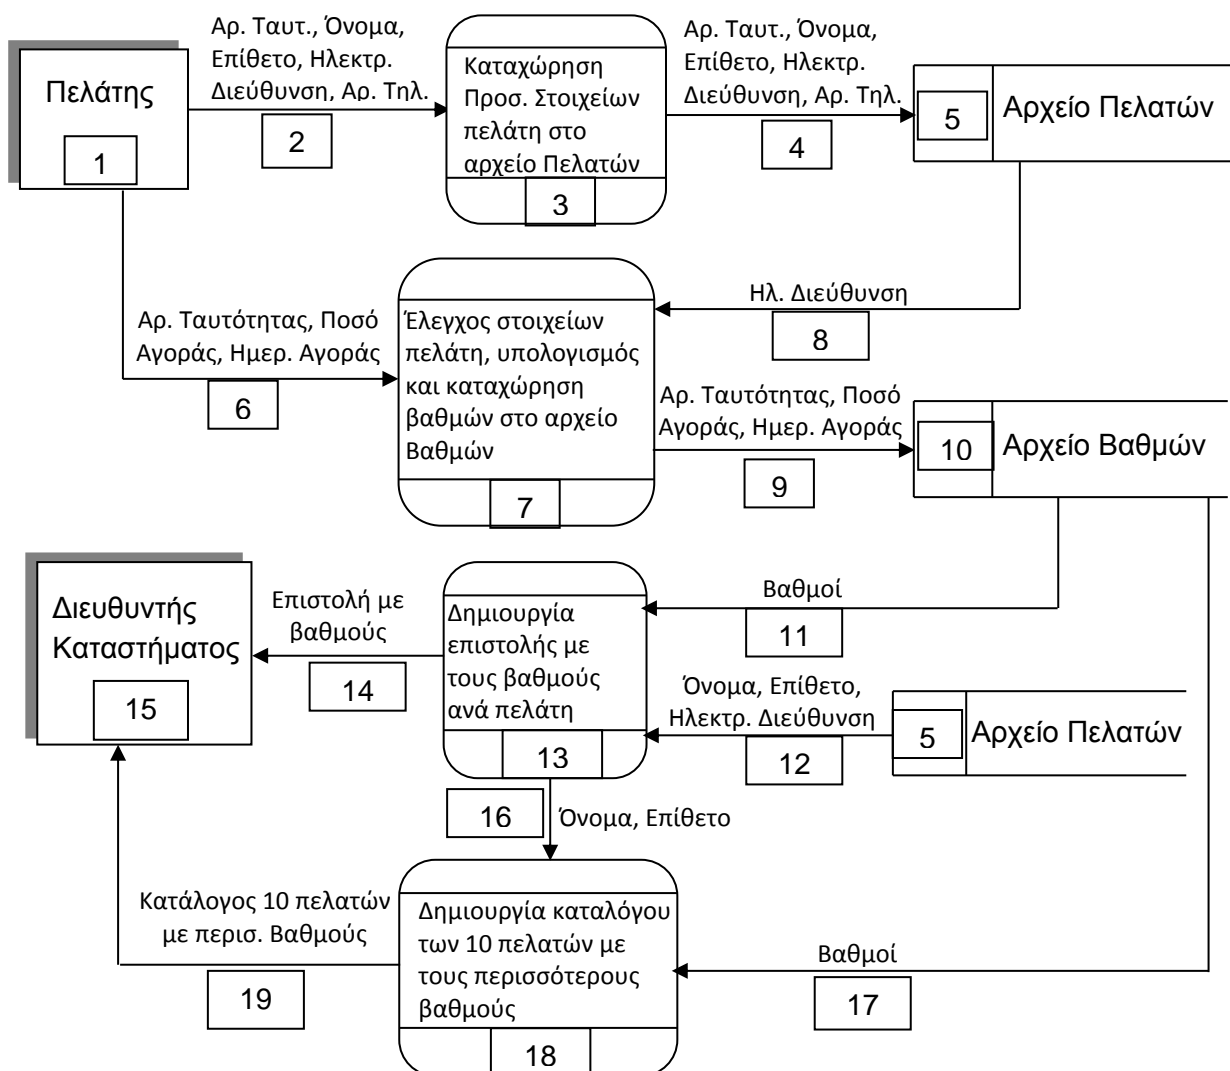 Πελάτης
1
Αρ. Ταυτ., Όνομα,
Επίθετο, Ηλεκτρ.
Διεύθυνση, Αρ. Τηλ.
2
Καταχώρηση
Προσ. Στοιχείων
πελάτη στο
αρχείο Πελατών
3
Αρ. Ταυτ., Όνομα,
Επίθετο, Ηλεκτρ.
Διεύθυνση, Αρ. Τηλ.
4
5
Αρχείο Πελατών
Αρ. Ταυτότητας, Ποσό
Αγοράς, Ημερ. Αγοράς
6
Έλεγχος στοιχείων
πελάτη, υπολογισμός
και καταχώρηση
βαθμών στο αρχείο
Βαθμών
7
Ηλ. Διεύθυνση
8
Αρ. Ταυτότητας, Ποσό
Αγοράς, Ημερ. Αγοράς
9
10
Αρχείο Βαθμών
Διευθυντής
Καταστήματος
15
Επιστολή με
βαθμούς
14
Δημιουργία
επιστολής με
τους βαθμούς
ανά πελάτη
13
Βαθμοί
11
Όνομα, Επίθετο,
Ηλεκτρ. Διεύθυνση
12
5
Αρχείο Πελατών
16
Όνομα, Επίθετο
Κατάλογος 10 πελατών
με περισ. Βαθμούς
19
Δημιουργία καταλόγου
των 10 πελατών με
τους περισσότερους
βαθμούς
18
Βαθμοί
17